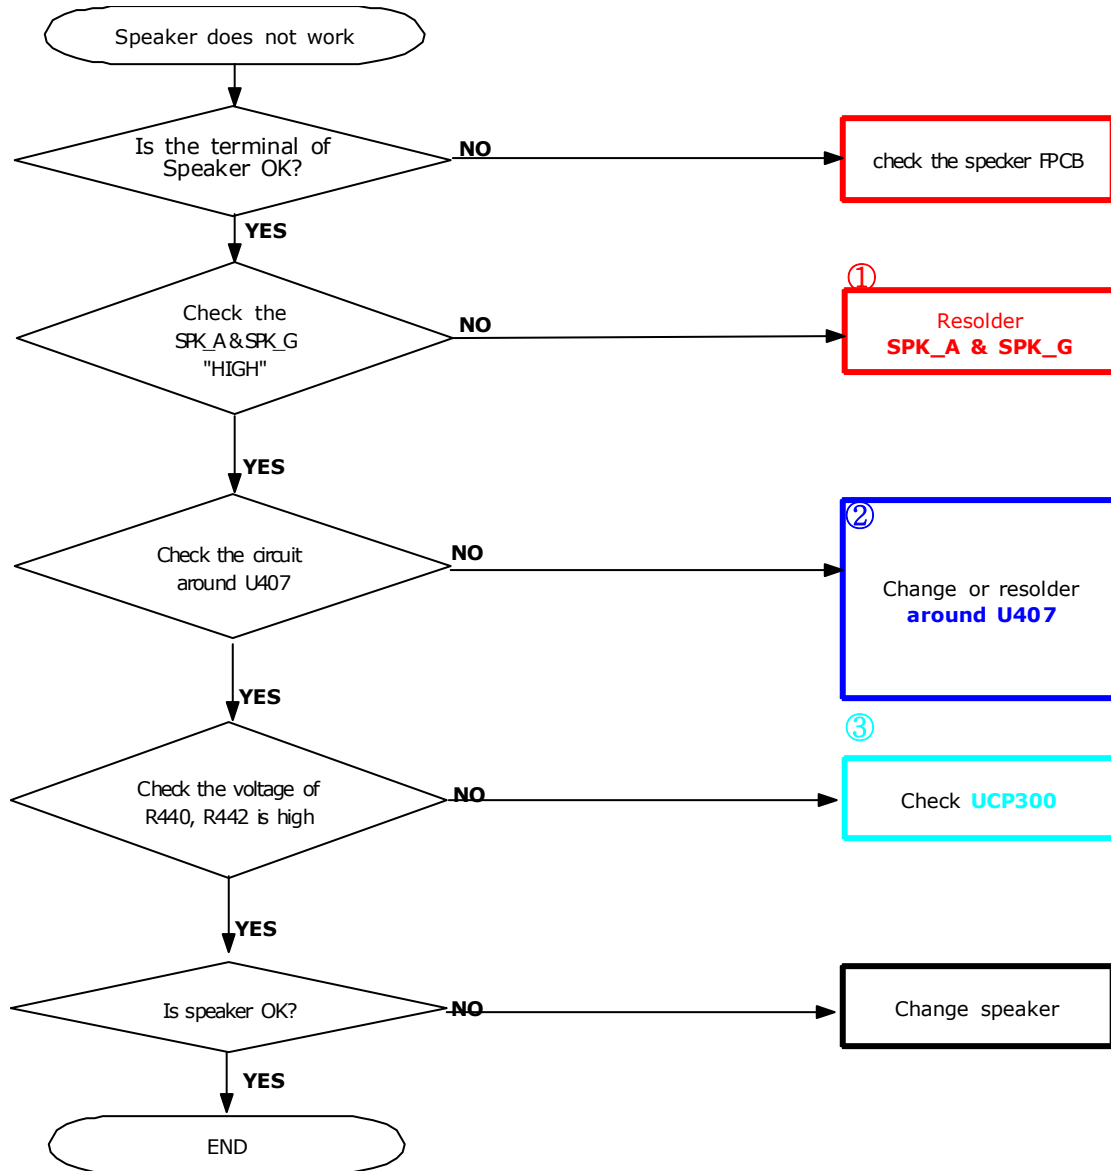 Speaker does not work
Is the terminal of
Speaker OK?
NO
check the specker FPCB
YES
①
Check the
SPK_A & SPK_G
"HIGH"
NO
Resolder
SPK_A & SPK_G
YES
②
Check the circuit
around U407
NO
Change or resolder
around U407
YES
③
Check the voltage of
R440, R442 is high
NO
Check UCP300
YES
Is speaker OK?
NO
Change speaker
YES
END